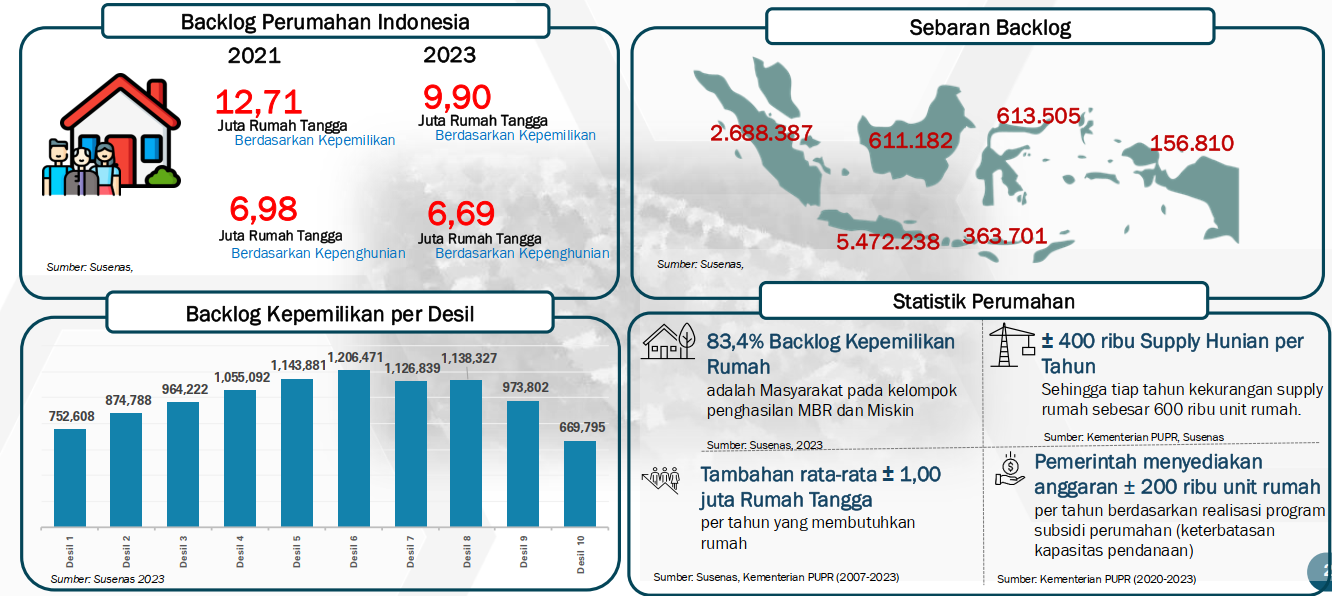 Backlog Perumahan Indonesia
2021
2023
12,71
Juta Rumah Tangga
Berdasarkan Kepemilikan
9,90
Juta Rumah Tangga
Berdasarkan Kepemilikan
6,98
Juta Rumah Tangga
Berdasarkan Kepenghunian
6,69
Juta Rumah Tangga
Berdasarkan Kepenghunian
Sumber: Susenas,
Sebaran Backlog
2.688.387
611.182
613.505
156.810
5.472.238
363.701
Sumber: Susenas,
Backlog Kepemilikan per Desil
752,608
874,788
964,222
1,055,092
1,143,881
1,206,471
1,126,839
1,138,327
973,802
669,795
Desil 1
Desil 2
Desil 3
Desil 4
Desil 5
Desil 6
Desil 7
Desil 8
Desil 9
Desil 10
Sumber: Susenas 2023
Statistik Perumahan
83,4% Backlog Kepemilikan
Rumah
adalah Masyarakat pada kelompok
penghasilan MBR dan Miskin
Sumber: Susenas, 2023
± 400 ribu Supply Hunian per
Tahun
Sehingga tiap tahun kekurangan supply
rumah sebesar 600 ribu unit rumah.
Sumber: Kementerian PUPR, Susenas
Tambahan rata-rata ± 1,00
juta Rumah Tangga
per tahun yang membutuhkan
rumah
Sumber: Susenas, Kementerian PUPR (2007-2023)
Pemerintah menyediakan
anggaran ± 200 ribu unit rumah
per tahun berdasarkan realisasi program
subsidi perumahan (keterbatasan
kapasitas pendanaan)
Sumber: Kementerian PUPR (2020-2023)
2